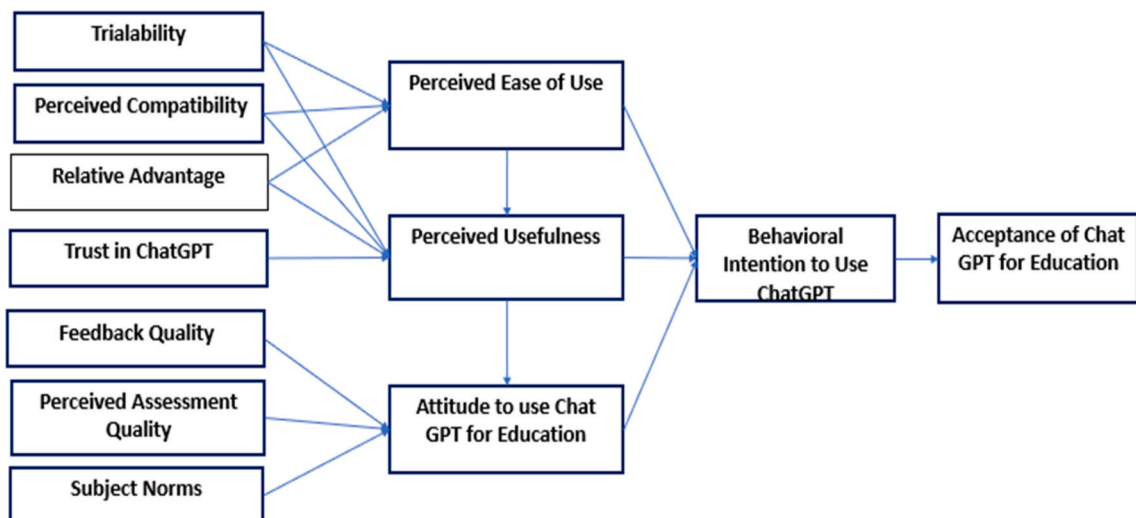 Trialability
Perceived Compatibility
Relative Advantage
Trust in ChatGPT
Feedback Quality
Perceived Assessment
Quality
Subject Norms
Perceived Ease of Use
Perceived Usefulness
Attitude to use Chat
GPT for Education
Behavioral
Intention to Use
ChatGPT
Acceptance of Chat
GPT for Education